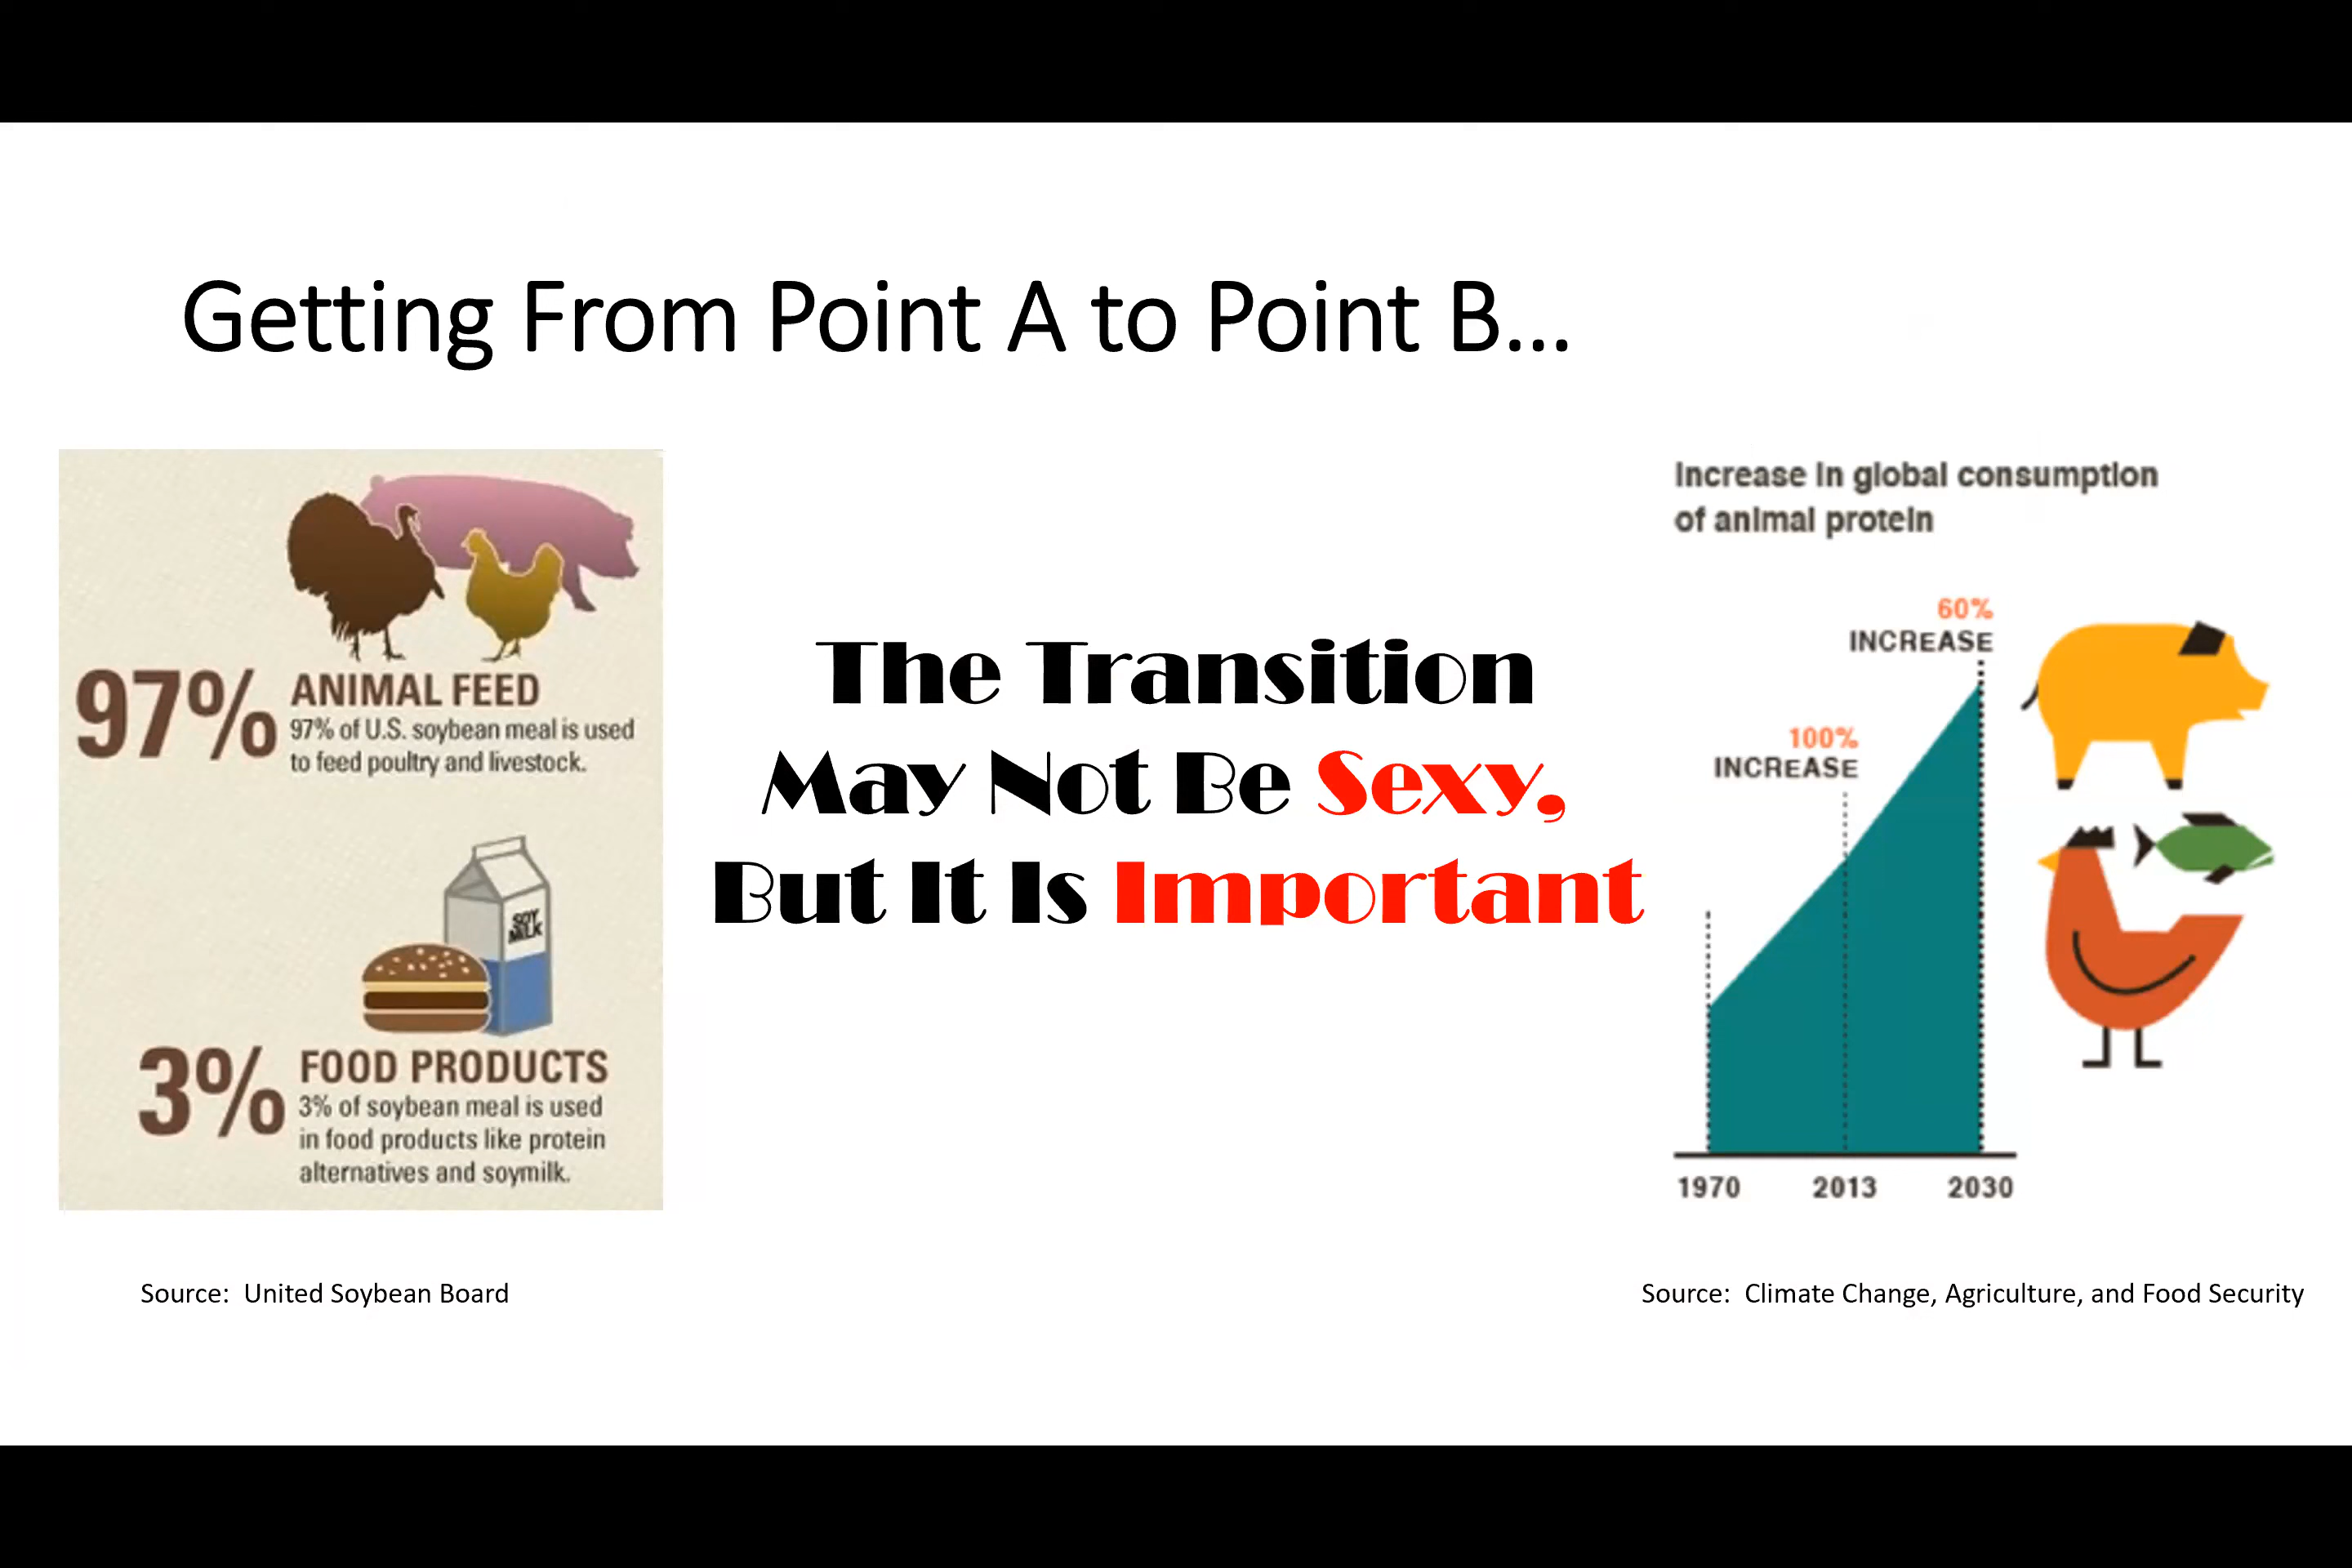 Getting From Point A to Point B...
97%
ANIMAL FEED
97% of U.S. soybean meal is used
to feed poultry and livestock.
SOY
MILK
3%
FOOD PRODUCTS
3% of soybean meal is used
in food products like protein
alternatives and soymilk.
Source: United Soybean Board
The Transition
May Not Be Sexy,
But It Is Important
Increase in global consumption
of animal protein
60%
INCREASE
100%
INCREASE
1970 2013 2030
Source: Climate Change, Agriculture, and Food Security